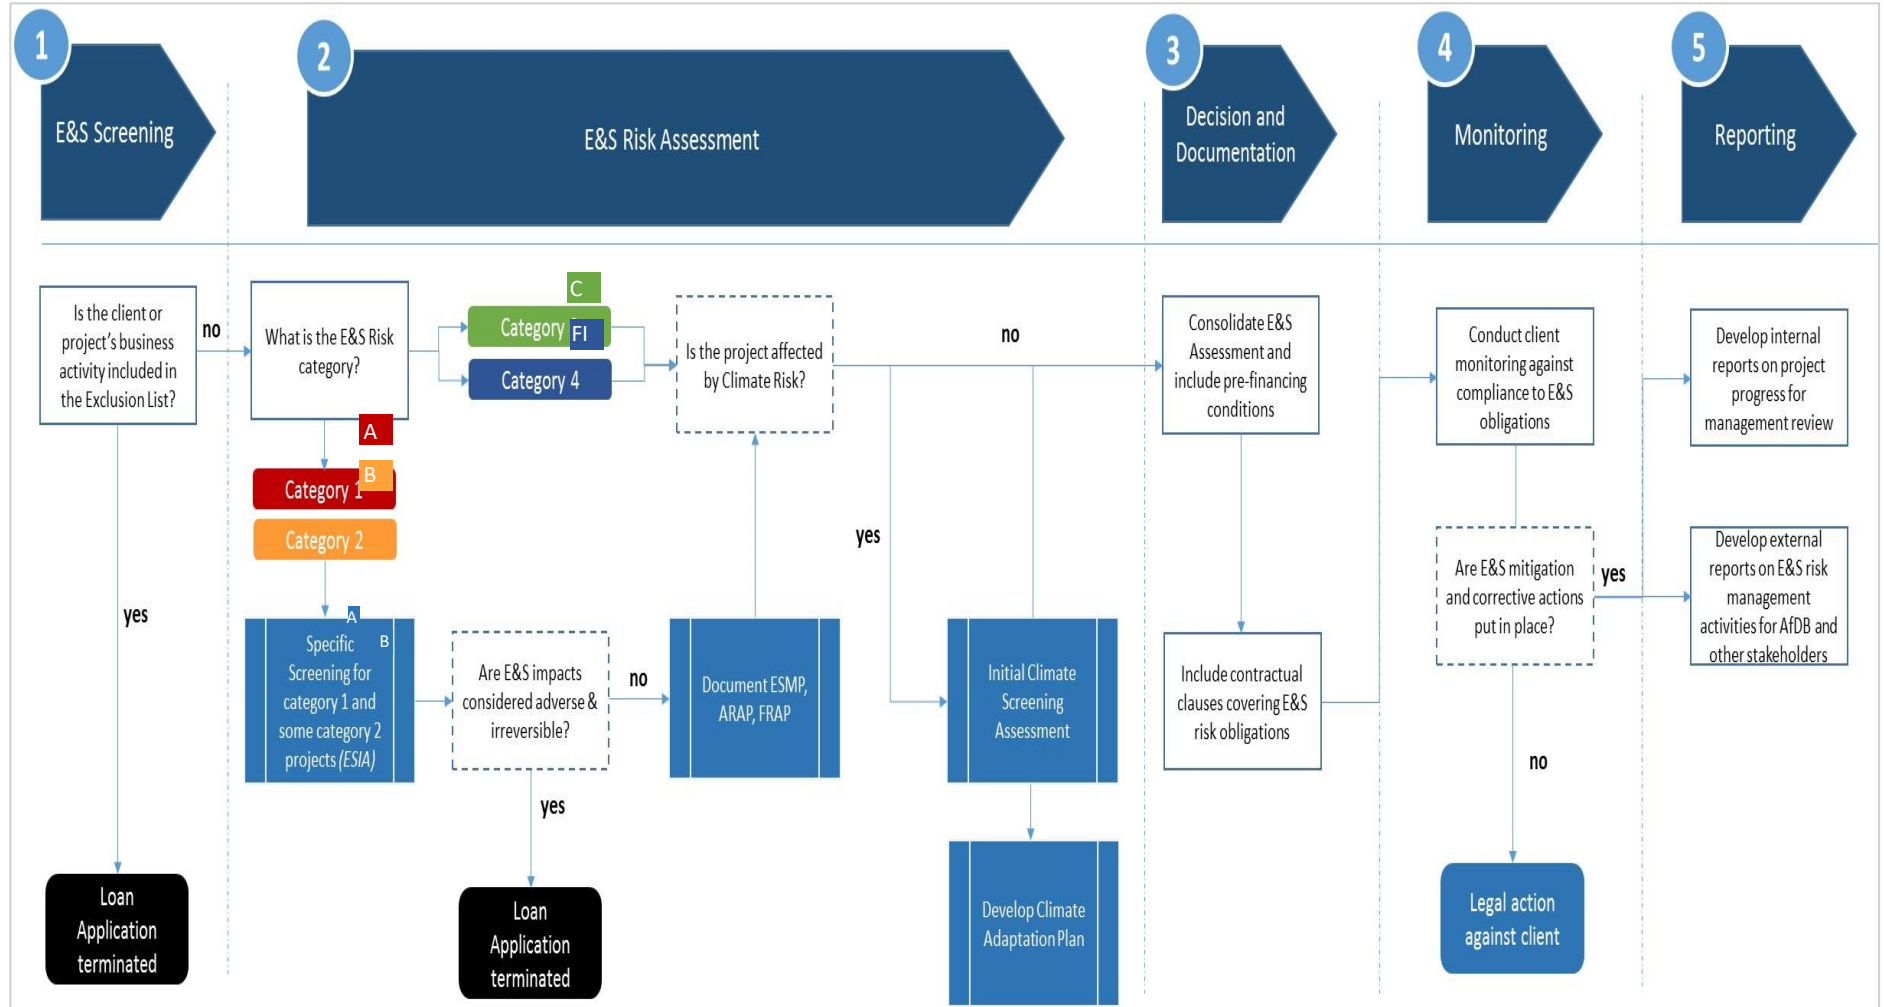 1
E&S Screening
2
E&S Risk Assessment
3
Decision and
Documentation
4
Monitoring
5
Reporting
Is the client or
project's business
activity included in
the Exclusion List?
no
yes
Loan
Application
terminated
What is the E&S Risk
category?
C
Category
FI
Category 4
A
B
Category 1
Category 2
A
B
Specific
Screening for
category 1 and
some category 2
projects (ESIA)
Are E&S impacts
considered adverse &
irreversible?
no
yes
Loan
Application
terminated
Document ESMP,
ARAP, FRAP
Is the project affected
by Climate Risk?
no
yes
Initial Climate
Screening
Assessment
Develop Climate
Adaptation Plan
Consolidate E&S
Assessment and
include pre-financing
conditions
Include contractual
clauses covering E&S
risk obligations
Conduct client
monitoring against
compliance to E&S
obligations
Are E&S mitigation
and corrective actions
put in place?
yes
no
Legal action
against client
Develop internal
reports on project
progress for
management review
Develop external
reports on E&S risk
management
activities for AfDB and
other stakeholders